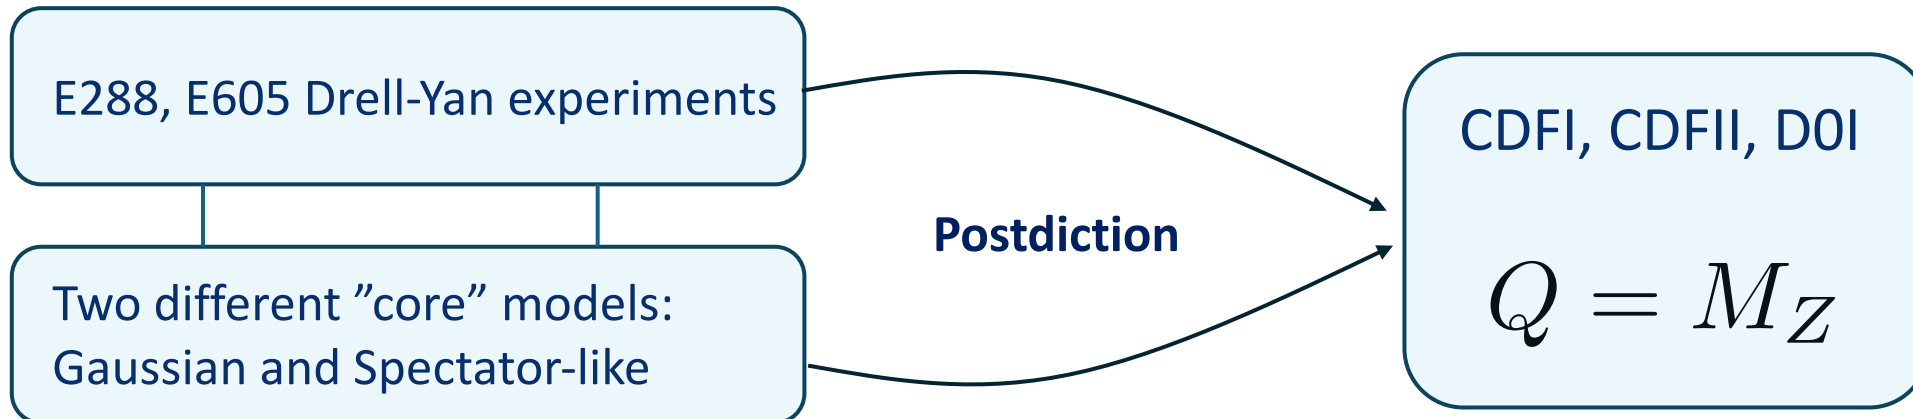 E288, E605 Drell-Yan experiments
Two different ”core” models:
Gaussian and Spectator-like
Postdiction
CDFI, CDFII, D0I
Q = M_Z